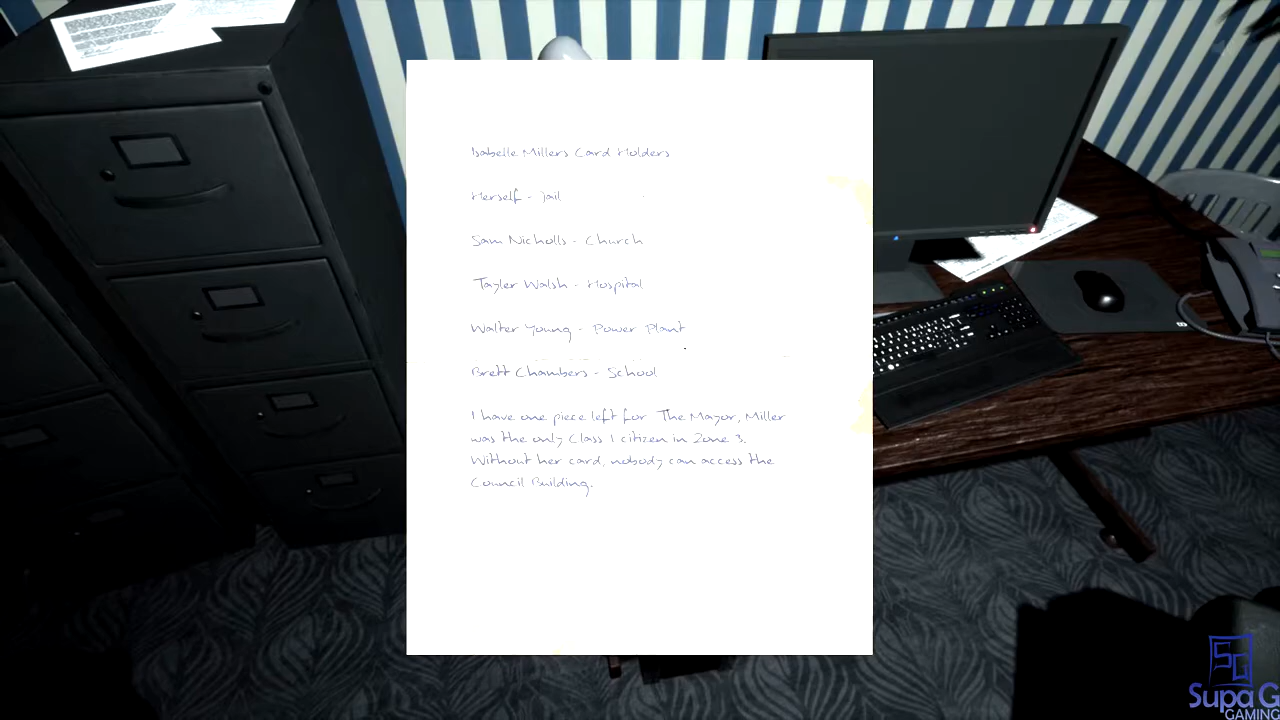 Isabelle Millers Card Holders
Herself - Jail
Sam Nicholls - Church
Tayler Walsh - Hospital
Walter Young - Power Plant
Brett Chambers - School
I have one piece left for The Mayor, Miller
was the only Class 1 citizen in Zone 3.
Without her card, nobody can access the
Council Building.
SG
Supa G
GAMING